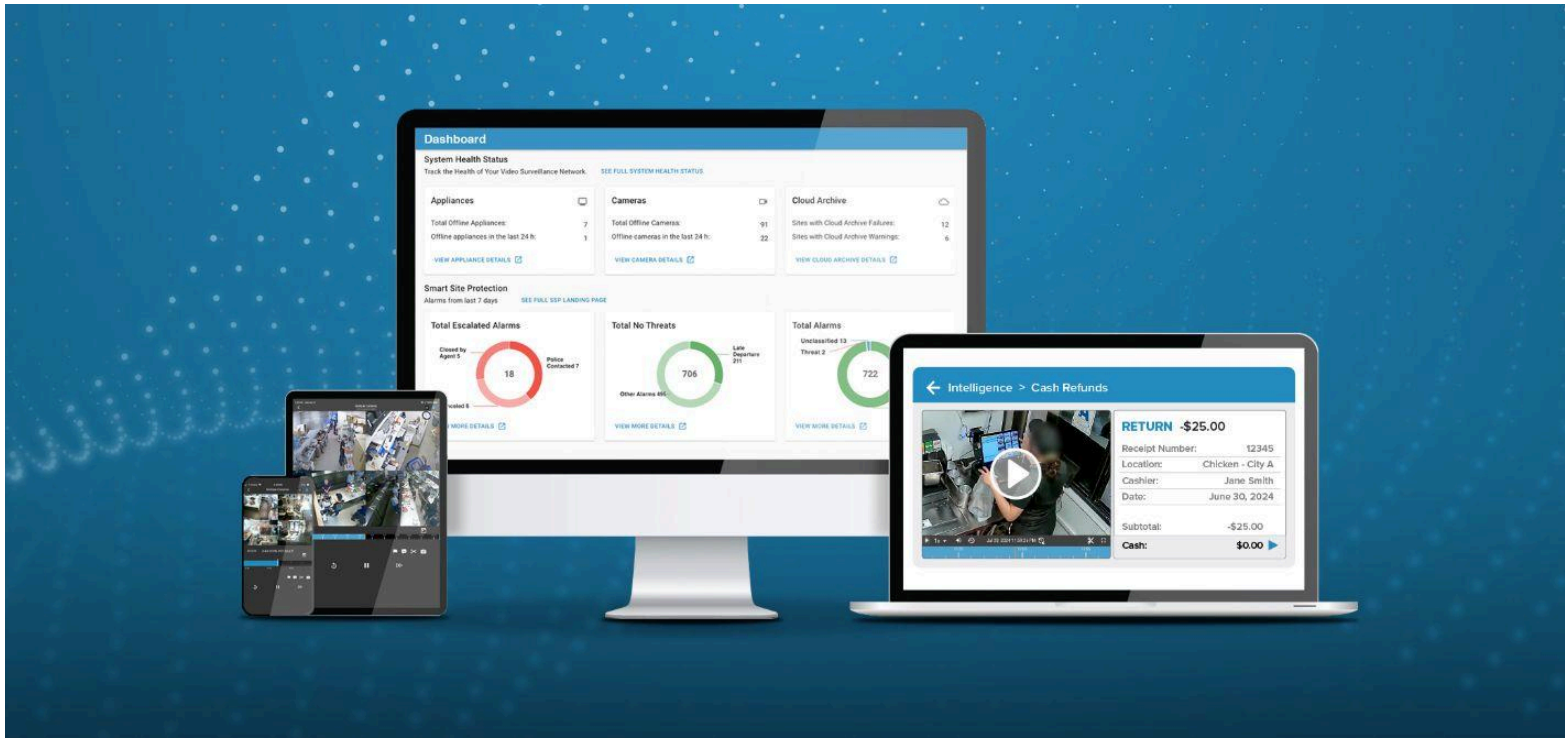 Dashboard
System Health Status
Track the Health of Your Video Surveillance Network. SEE FULL SYSTEM HEALTH STATUS
Appliances
Total Offline Appliances: 7
Offline appliances in the last 24 h: 1
VIEW APPLIANCE DETAILS
Cameras
Total Offline Cameras: 91
Offline cameras in the last 24 h: 22
VIEW CAMERA DETAILS
Cloud Archive
Sites with Cloud Archive Failures: 12
Sites with Cloud Archive Warnings: 6
VIEW CLOUD ARCHIVE DETAILS
Smart Site Protection
Alarms from last 7 days SEE FULL SSP LANDING PAGE
Total Escalated Alarms
Closed by
Agent 5
Police
Contacted 7
18
MORE DETAILS
Total No Threats
Late
Departure
211
706
Other Alarms 495
VIEW MORE DETAILS
Total Alarms
Unclassified 13
Threat 2
722
VIEW MORE DETAILS
Intelligence > Cash Refunds
RETURN -$25.00
Receipt Number: 12345
Location: Chicken - City A
Cashier: Jane Smith
Date: June 30, 2024
Subtotal: -$25.00
Cash: $0.00